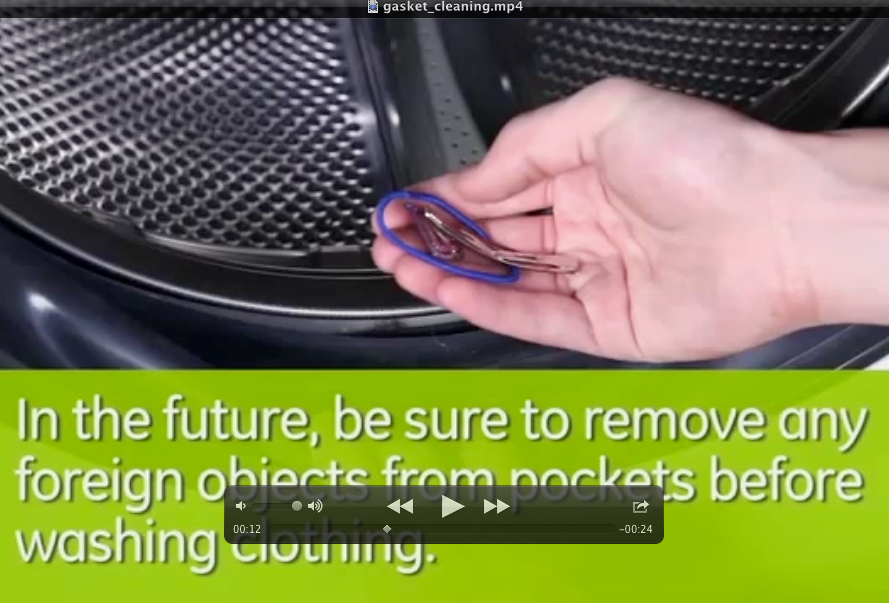 gasket_cleaning.mp4
In the future, be sure to remove any
foreign objects from pockets before
washing clothing.
00:12
-00:24